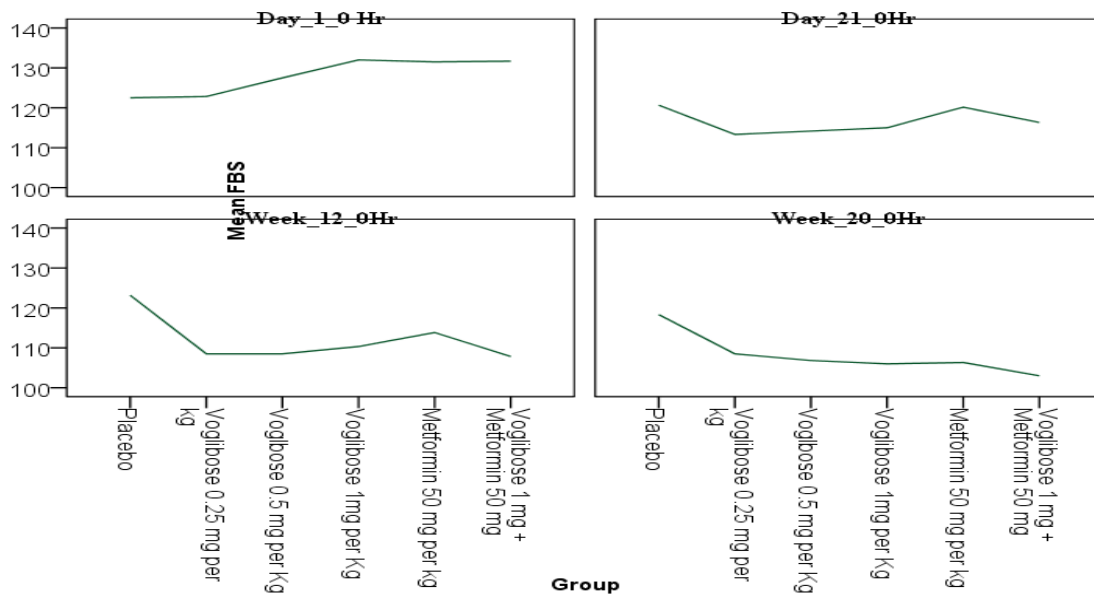 Day_1_0 Hr
Day_21_0Hr
140
130
120
110
100
Mean FBS
Week_12_0Hr
Week_20_0Hr
140
130
120
110
100
Placebo
Voglibose 0.25 mg per
kg
Voglbose 0.5 mg per Kg
Voglibose 1mg per Kg
Metformin 50 mg per kg
Voglibose 1 mg +
Metformin 50 mg
Placebo
Voglibose 0.25 mg per
kg
Voglbose 0.5 mg per Kg
Voglibose 1mg per Kg
Metformin 50 mg per kg
Voglibose 1 mg +
Metformin 50 mg
Group